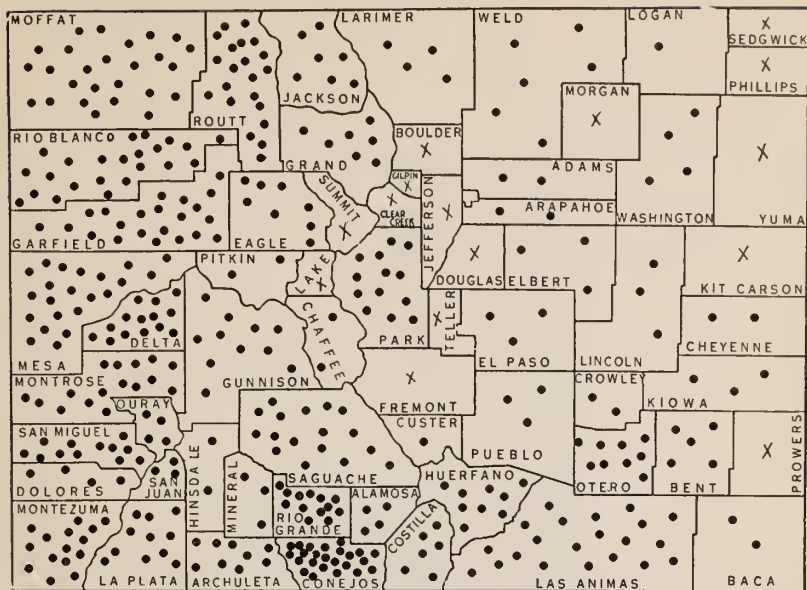 MOFFAT
LARIMER
WELD
LOGAN
SEDGWICK
PHILLIPS
JACKSON
MORGAN
ROUTT
RIO BLANCO
BOULDER
GRAND
GILPIN
ADAMS
SUMMIT
CLEAR
CREEK
JEFFERSON
ARAPAHOE
WASHINGTON
YUMA
GARFIELD
EAGLE
PITKIN
LAKE
DOUGLAS
ELBERT
KIT CARSON
CHAFFEE
TELLER
DELTA
PARK
CHEYENNE
MESA
EL PASO
LINCOLN
MONTROSE
GUNNISON
CROWLEY
OURAY
FREMONT
KIOWA
CUSTER
PROWERS
SAN MIGUEL
HINSDALE
PUEBLO
SAGUACHE
HUERFANO
OTERO
BENT
DOLORES
SAN
JUAN
MINERAL
ALAMOSA
MONTEZUMA
RIO
GRANDE
COSTILLA
LA PLATA
ARCHULETA
CONEJOS
LAS ANIMAS
BACA